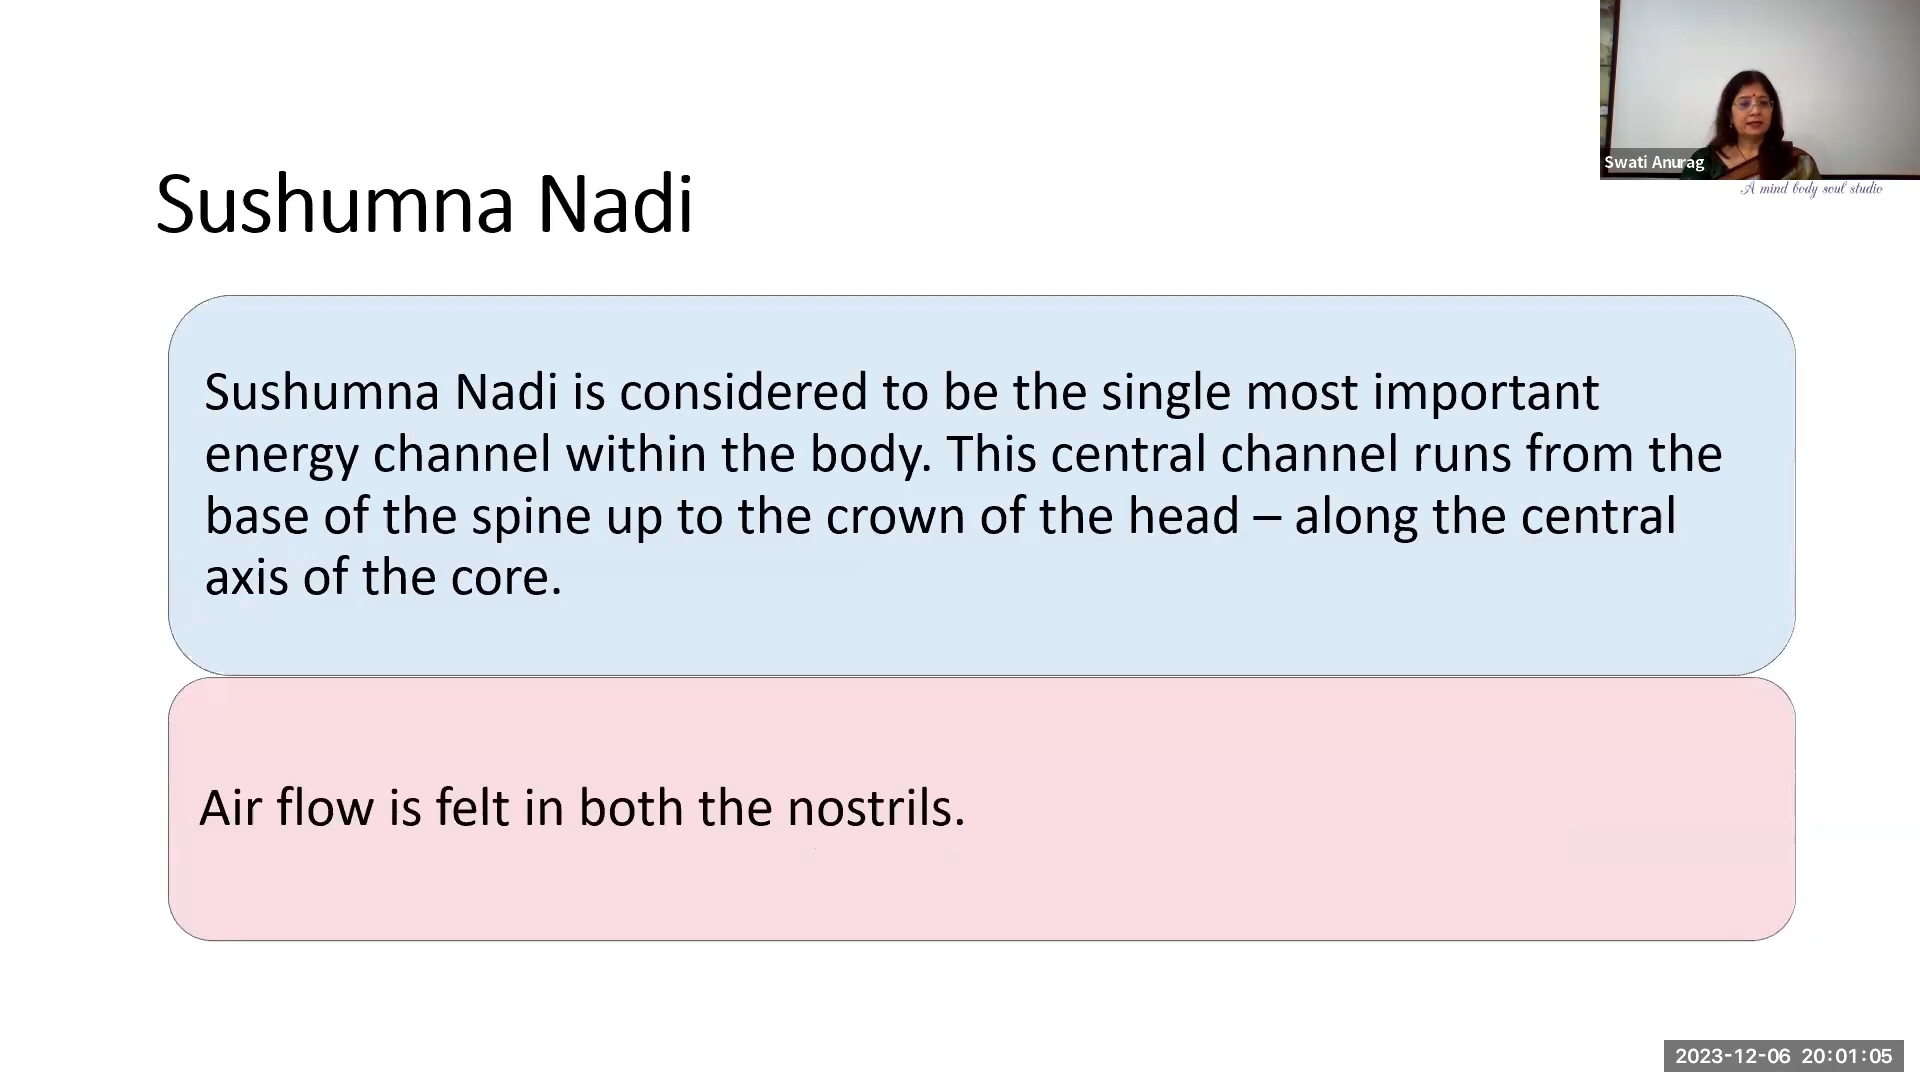 Swati Anurag
A mind body soul studio
Sushumna Nadi
Sushumna Nadi is considered to be the single most important
energy channel within the body. This central channel runs from the
base of the spine up to the crown of the head – along the central
axis of the core.
Air flow is felt in both the nostrils.
2023-12-06 20:01:05